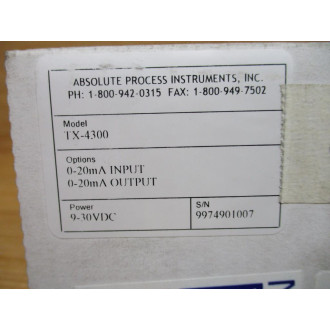 ABSOLUTE PROCESS INSTRUMENTS, INC.
PH: 1-800-942-0315 FAX: 1-800-949-7502
Model
TX-4300
Options
0-20mA INPUT
0-20mA OUTPUT
Power
9-30VDC
S/N
9974901007